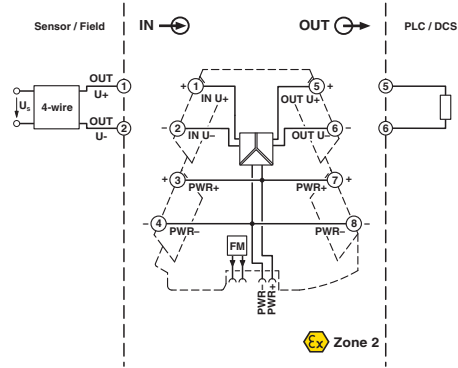 Sensor / Field
IN
OUT
PLC / DCS
OUT
U+
1
+ 1
IN U+
5 +
OUT U+
5
Us
4-wire
OUT
U-
2
– 2
IN U–
6 –
OUT U–
6
+ 3
PWR+
7 +
PWR+
– 4
PWR–
8 –
PWR–
FM
PWR–
PWR+
Ex Zone 2